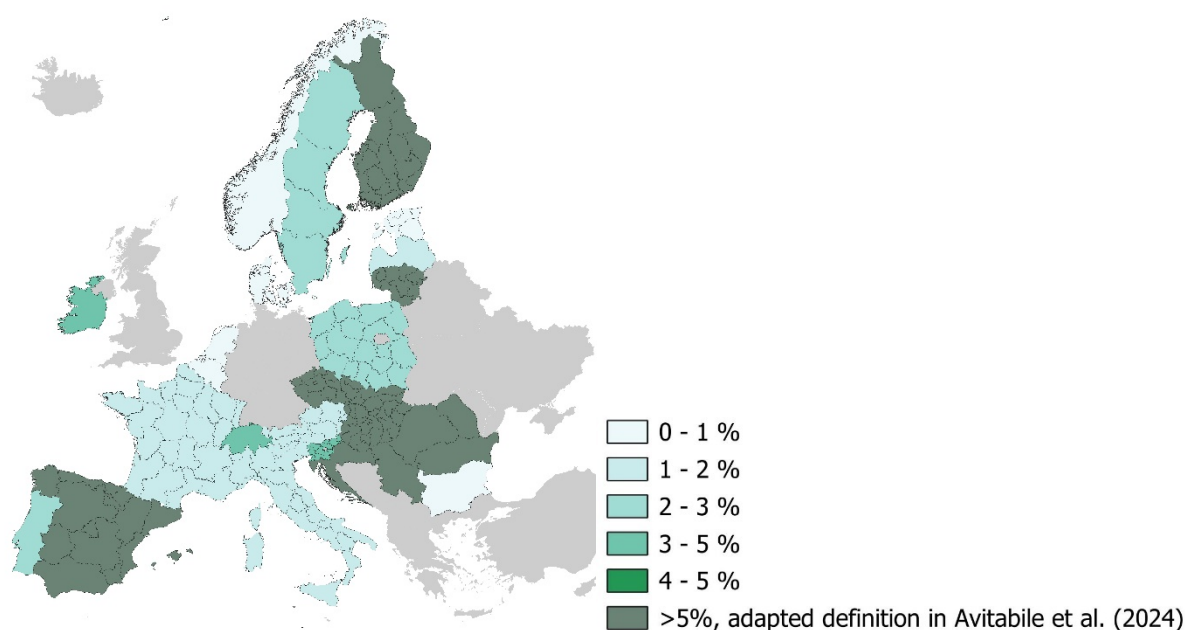 0 - 1 %
1 - 2 %
2 - 3 %
3 - 5 %
4 - 5 %
>5%, adapted definition in Avitabile et al. (2024)